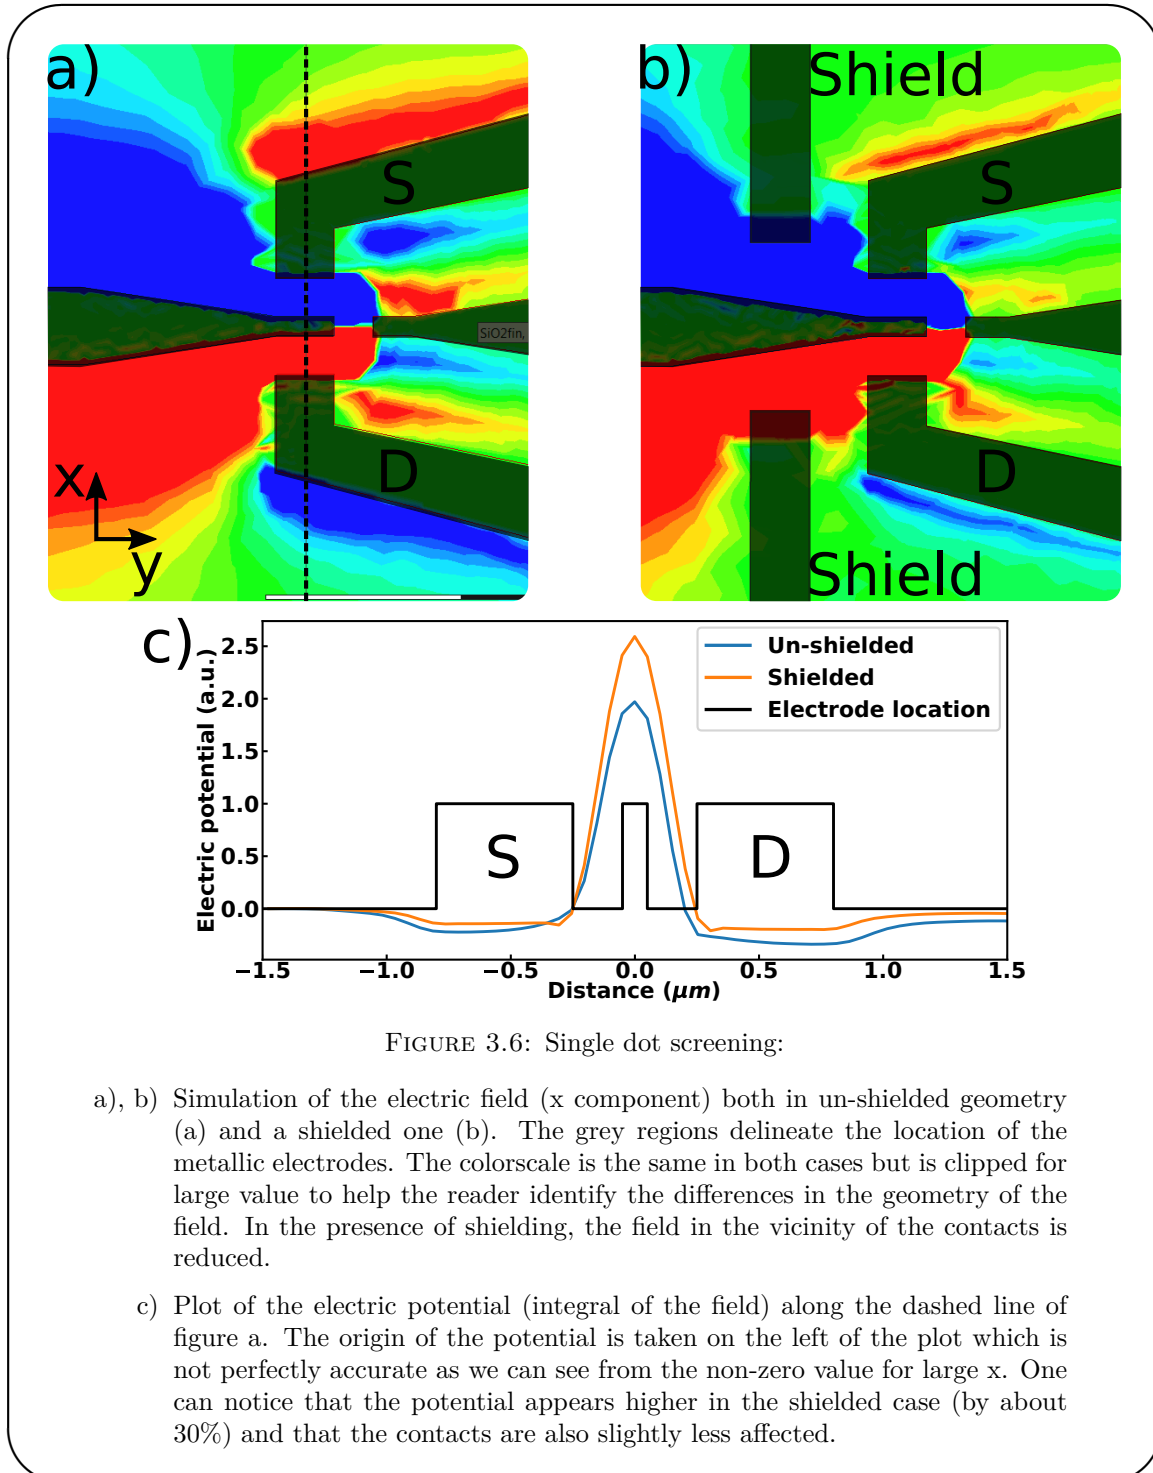 a)
b)
Shield
S
S
SiO2fin,
D
D
x
y
Shield
c)
Electric potential (a.u.)
2.5
2.0
1.5
1.0
0.5
0.0
Un-shielded
Shielded
Electrode location
S
D
−1.5 −1.0 −0.5 0.0 0.5 1.0 1.5
Distance (μm)
FIGURE 3.6: Single dot screening:
a), b) Simulation of the electric field (x component) both in un-shielded geometry
(a) and a shielded one (b). The grey regions delineate the location of the
metallic electrodes. The colorscale is the same in both cases but is clipped for
large value to help the reader identify the differences in the geometry of the
field. In the presence of shielding, the field in the vicinity of the contacts is
reduced.
c) Plot of the electric potential (integral of the field) along the dashed line of
figure a. The origin of the potential is taken on the left of the plot which is
not perfectly accurate as we can see from the non-zero value for large x. One
can notice that the potential appears higher in the shielded case (by about
30%) and that the contacts are also slightly less affected.